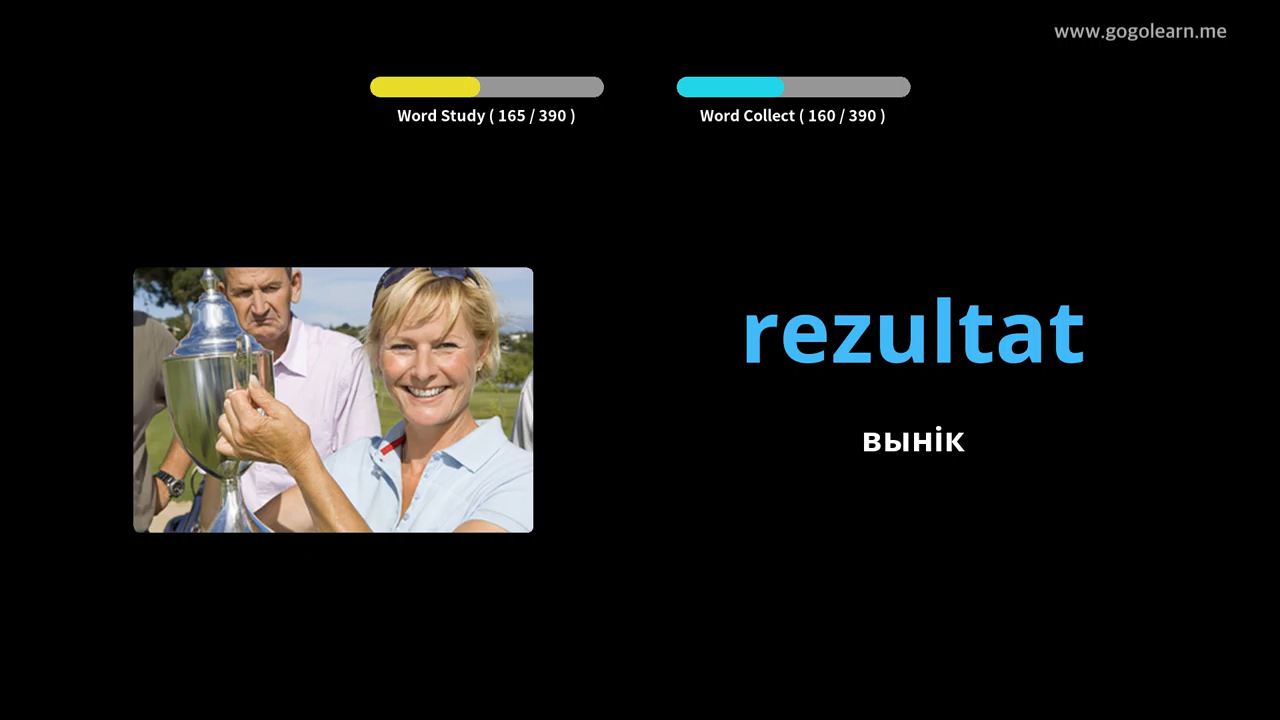 www.gogolearn.me
Word Study ( 165 / 390 )
Word Collect ( 160 / 390 )
rezultat
вынік